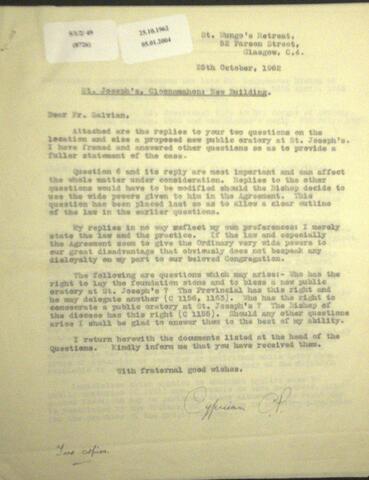 S3/2/49
(8726)
25.10.1962
05.01.2004
St. Mungo's Retreat,
52 Parson Street,
Glasgow, C.4.
25th October, 1962
St. Joseph's, Cloonamahon: New Building.
Dear Fr. Salvian,
Attached are the replies to your two questions on the
location and size a proposed new public oratory at St. Joseph's.
I have framed and answered other questions so as to provide a
fuller statement of the case.
Question 6 and its reply are most important and can affect
the whole matter under consideration. Replies to the other
questions would have to be modified should the Bishop decide to
use the wide powers given to him in the Agreement. This
question has been placed last so as to allow a clear outline
of the law in the earlier questions.
My replies in no way reflect my own preferences: I merely
state the law and the practice. If the law and especially
the Agreement seem to give the Ordinary very wide powers to
our great disadvantage that obviously does not bespeak any
disloyalty on my part to our beloved Congregation.
The following are questions which may arise:- Who has the
right to lay the foundation stone and to bless a new public
oratory at St. Joseph's ? The Provincial has this right and
he may delegate another (C 1156, 1163). Who has the right to
consecrate a public oratory at St. Joseph's ? The Bishop of
the diocese has this right (C 1155). Should any other questions
arise I shall be glad to answer them to the best of my ability.
I return herewith the documents listed at the head of the
Questions. Kindly inform me that you have received them.
With fraternal good wishes.
Cyprian C.P.
Two copies.